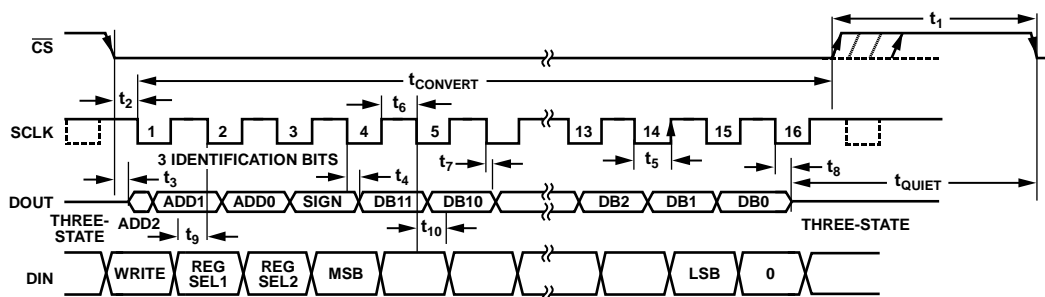 t1
CS
tCONVERT
t2
t6
SCLK
1 2 3 4 5 13 14 15 16
3 IDENTIFICATION BITS
t3
t4
t7
t5
t8
tQUIET
DOUT
ADD1 ADD0 SIGN DB11 DB10 DB2 DB1 DB0
THREE-
STATE
ADD2
t9
t10
THREE-STATE
DIN
WRITE
REG
SEL1
REG
SEL2
MSB
LSB
0